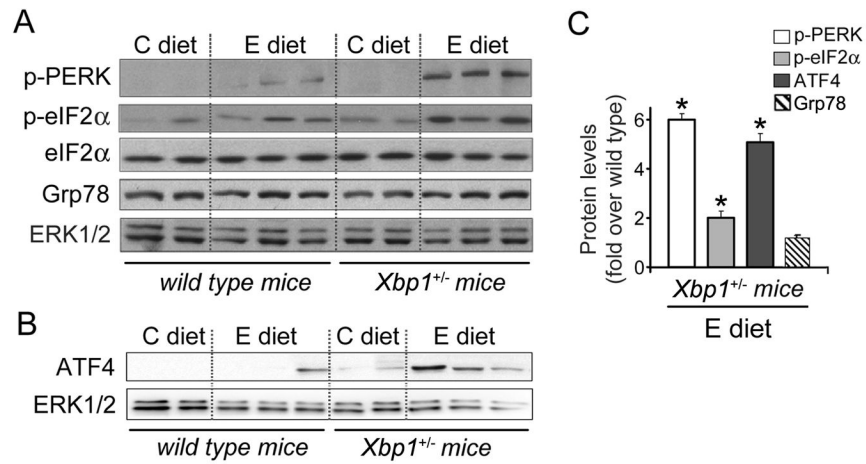 A
C diet E diet C diet E diet
p-PERK
p-eIF2α
eIF2α
Grp78
ERK1/2
wild type mice Xbp1+/- mice
B
C diet E diet C diet E diet
ATF4
ERK1/2
wild type mice Xbp1+/- mice
C
p-PERK
p-eIF2α
ATF4
Grp78
Protein levels
(fold over wild type)
6
4
2
0
* * *
Xbp1+/- mice
E diet